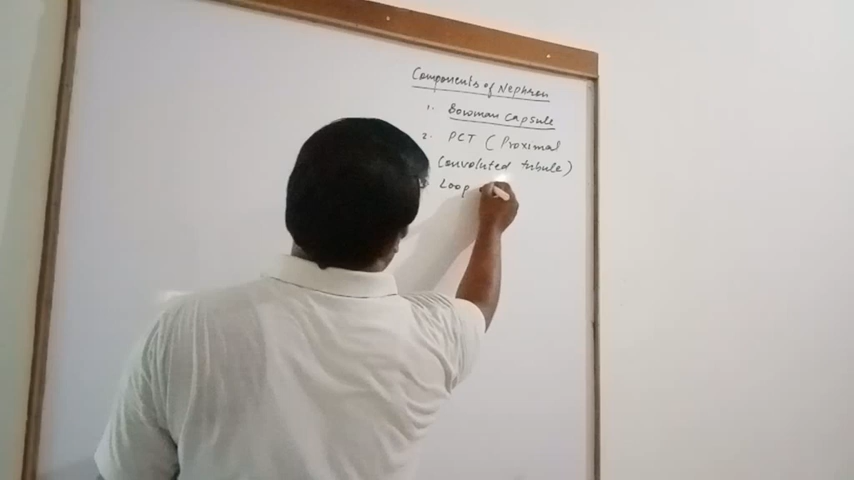 Components of Nephron
1. Bowman Capsule
2. PCT (Proximal
Convoluted tubule)
Loop